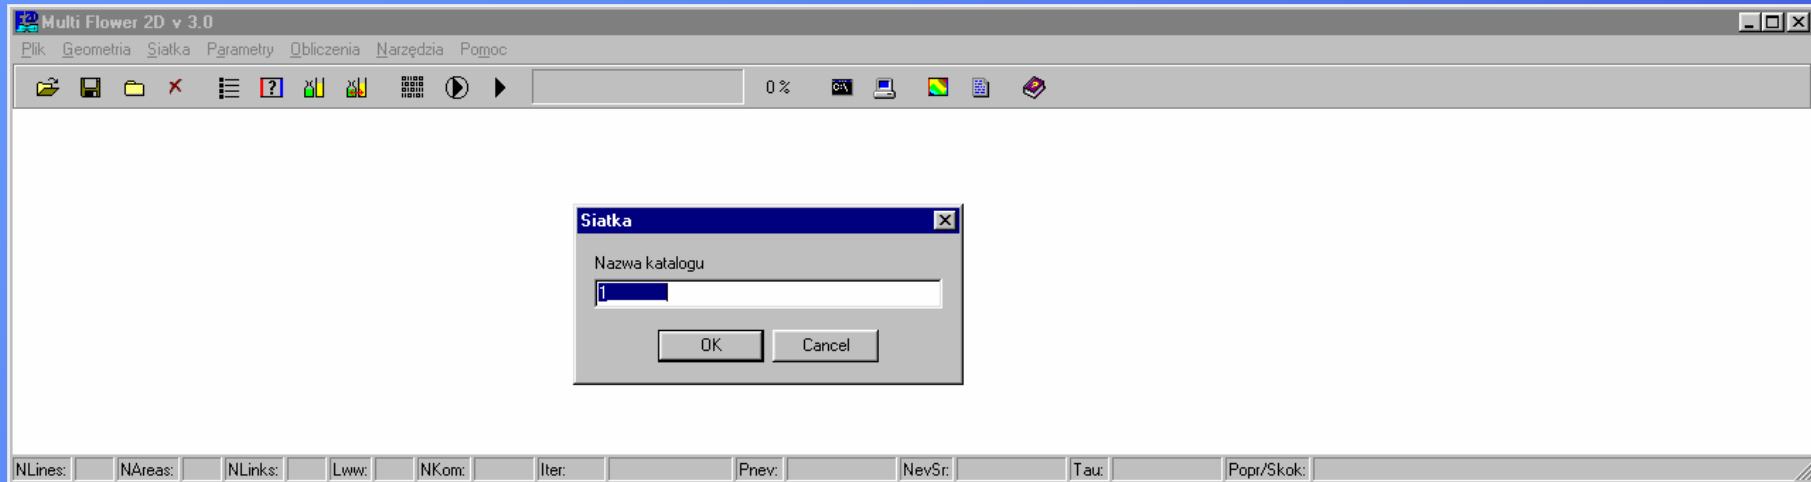 Multi Flower 2D v 3.0
Plik Geometria Siatka Parametry Obliczenia Narzędzia Pomoc
0 %
Siatka
Nazwa katalogu
1
OK Cancel
NLines: NAreas: NLinks: Lww: NKom: Iter: Pnev: NevSr: Tau: Popr/Skok: